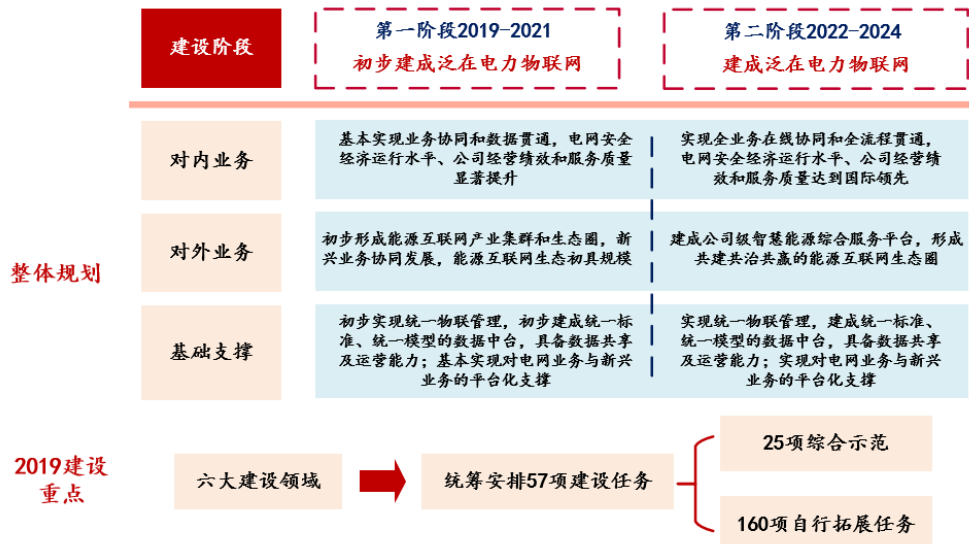 建设阶段
第一阶段2019-2021
初步建成泛在电力物联网
第二阶段2022-2024
建成泛在电力物联网
整体规划
对内业务
基本实现业务协同和数据贯通，电网安全
经济运行水平、公司经营绩效和服务质量
显著提升
实现企业务在线协同和全流程贯通，
电网安全经济运行水平、公司经营绩
效和服务质量达到国际领先
对外业务
初步形成能源互联网产业集群和生态圈，新
兴业务协同发展，能源互联网生态初具规模
建成公司级智慧能源综合服务平台，形成
共建共治共赢的能源互联网生态圈
基础支撑
初步实现统一物联管理，初步建成统一标
准、统一模型的数据中台，具备数据共享
及运营能力；基本实现对电网业务与新兴
业务的平台化支撑
实现统一物联管理，建成统一标准、
统一模型的数据中台，具备数据共享
及运营能力；实现对电网业务与新兴
业务的平台化支撑
2019建设
重点
六大建设领域
统筹安排57项建设任务
25项综合示范
160项自行拓展任务